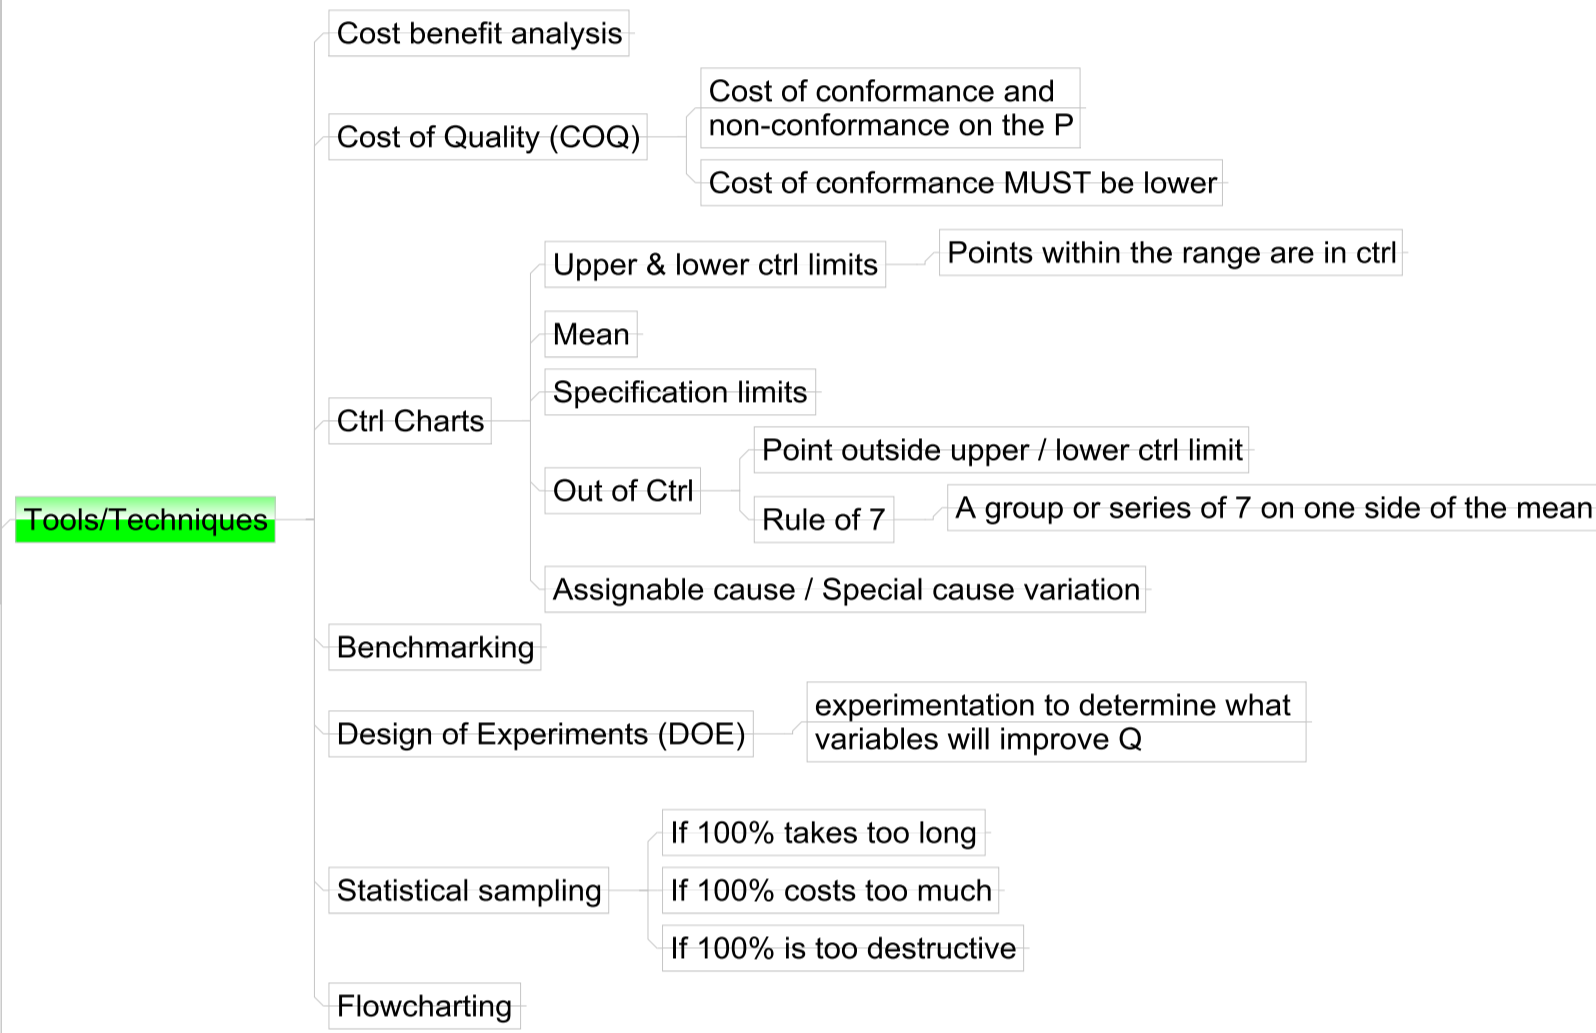 Cost benefit analysis
Cost of conformance and
non-conformance on the P
Cost of Quality (COQ)
Cost of conformance MUST be lower
Points within the range are in ctrl
Upper & lower ctrl limits
Mean
Specification limits
Ctrl Charts
Point outside upper / lower ctrl limit
Out of Ctrl
A group or series of 7 on one side of the mean
Rule of 7
Tools/Techniques
Assignable cause / Special cause variation
Benchmarking
experimentation to determine what
variables will improve Q
Design of Experiments (DOE)
If 100% takes too long
Statistical sampling
If 100% costs too much
If 100% is too destructive
Flowcharting